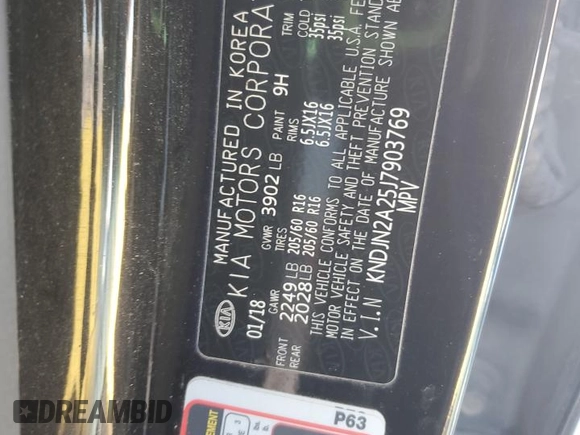 MANUFACTURED IN KOREA
KIA KIA MOTORS CORPORA
01/18 GVWR 3902 LB PAINT 9H TRIM
GAWR TIRES RIMS COLD
FRONT 2249 LB 205/60 R16 6.5JX16 35psi
REAR 2028 LB 205/60 R16 6.5JX16 35psi
THIS VEHICLE CONFORMS TO ALL APPLICABLE U.S.A. FE
MOTOR VEHICLE SAFETY AND THEFT PREVENTION STAND
IN EFFECT ON THE DATE OF MANUFACTURE SHOWN AB
V.I.N KNDJN2A25J7903769
MPV
P63
DREAMBID